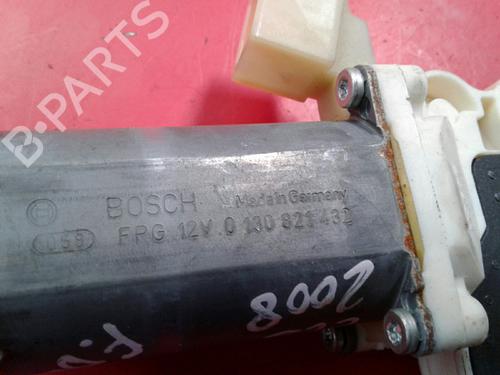 B-PARTS
BOSCH Made in Germany
FPG 12V 0 130 821 432
2008